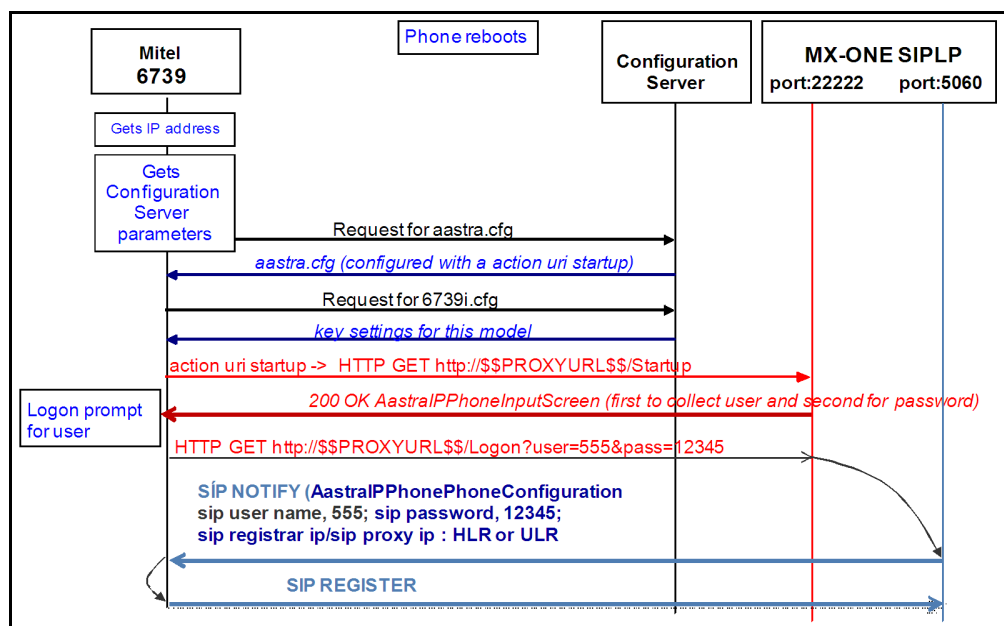 Phone reboots
Mitel
6739
Configuration
Server
MX-ONE SIPLP
port:22222 port:5060
Gets IP address
Gets
Configuration
Server
parameters
Request for aastra.cfg
aastra.cfg (configured with a action uri startup)
Request for 6739i.cfg
key settings for this model
action uri startup -> HTTP GET http://$$PROXYURL$$/Startup
200 OK AastraIPPhoneInputScreen (first to collect user and second for password)
Logon prompt
for user
HTTP GET http://$$PROXYURL$$/Logon?user=555&pass=12345
SÍP NOTIFY (AastraIPPhonePhoneConfiguration
sip user name, 555; sip password, 12345;
sip registrar ip/sip proxy ip : HLR or ULR
SIP REGISTER